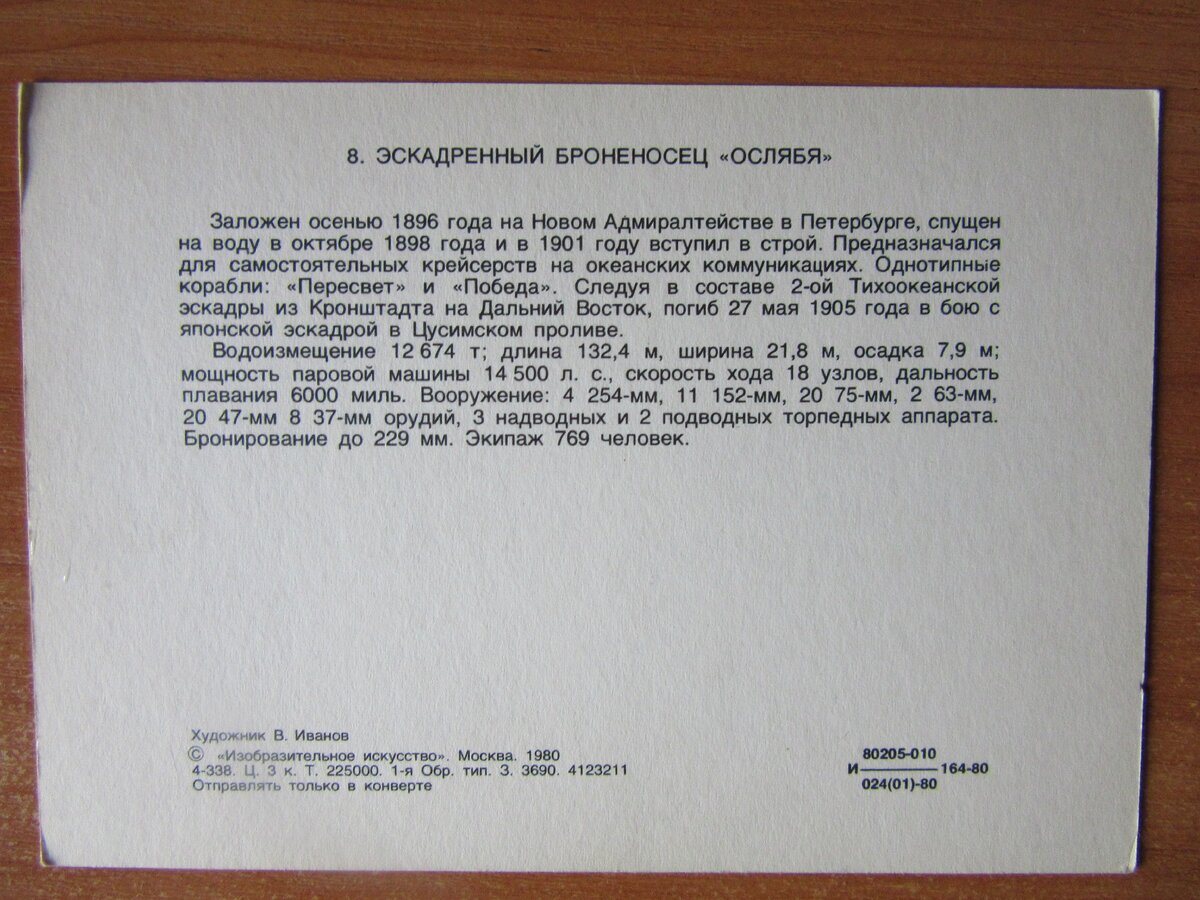 8. ЭСКАДРЕННЫЙ БРОНЕНОСЕЦ «ОСЛЯБЯ»
Заложен осенью 1896 года на Новом Адмиралтействе в Петербурге, спущен
на воду в октябре 1898 года и в 1901 году вступил в строй. Предназначался
для самостоятельных крейсерств на океанских коммуникациях. Однотипные
корабли: «Пересвет» и «Победа». Следуя в составе 2-ой Тихоокеанской
эскадры из Кронштадта на Дальний Восток, погиб 27 мая 1905 года в бою с
японской эскадрой в Цусимском проливе.
Водоизмещение 12 674 т; длина 132,4 м, ширина 21,8 м, осадка 7,9 м;
мощность паровой машины 14 500 л. с., скорость хода 18 узлов, дальность
плавания 6000 миль. Вооружение: 4 254-мм, 11 152-мм, 20 75-мм, 2 63-мм,
20 47-мм 8 37-мм орудий, 3 надводных и 2 подводных торпедных аппарата.
Бронирование до 229 мм. Экипаж 769 человек.
Художник В. Иванов
© «Изобразительное искусство». Москва. 1980
4-338. Ц. 3 к. Т. 225000. 1-я Обр. тип. З. 3690. 4123211
Отправлять только в конверте
80205-010
И———164-80
024(01)-80